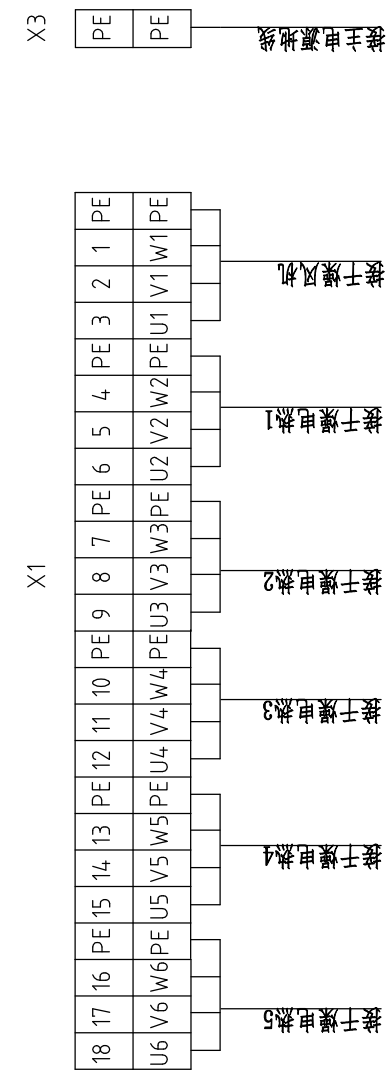 X3
PE PE
接主电源地线
X1
PE PE
1 W1
2 V1
3 U1
接干燥风机
PE PE
4 W2
5 V2
6 U2
接干燥电热1
PE PE
7 W3
8 V3
9 U3
接干燥电热2
PE PE
10 W4
11 V4
12 U4
接干燥电热3
PE PE
13 W5
14 V5
15 U5
接干燥电热4
PE PE
16 W6
17 V6
18 U6
接干燥电热5